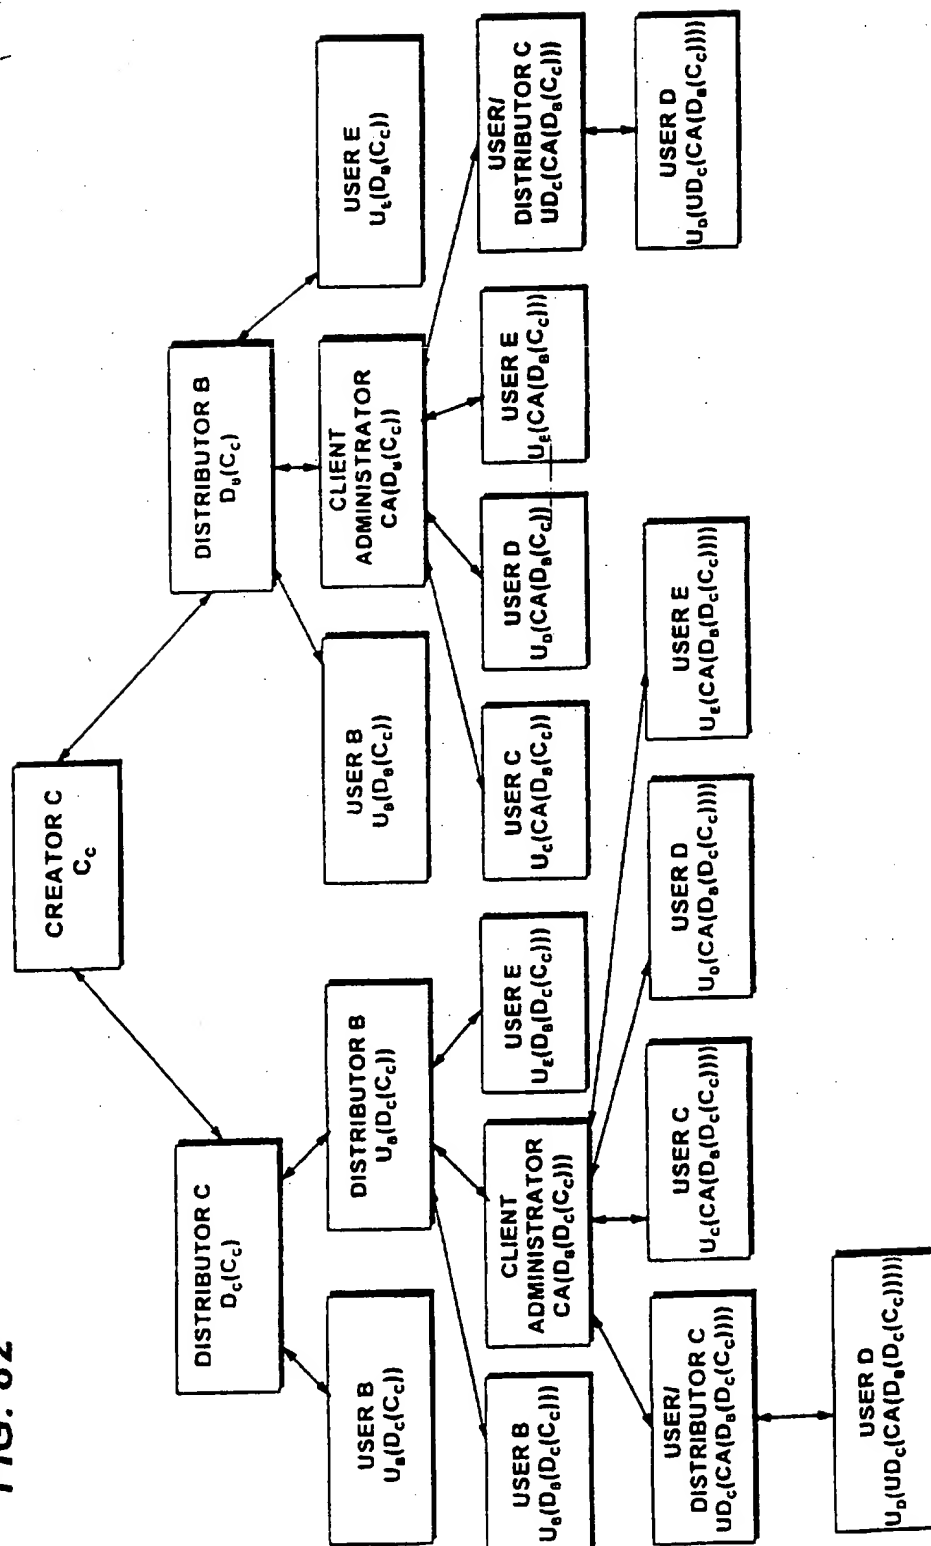 FIG. 82
CREATOR C
C_C
DISTRIBUTOR C
D_C(C_C)
DISTRIBUTOR B
D_B(C_C)
USER B
U_B(D_C(C_C))
DISTRIBUTOR B
U_B(D_C(C_C))
USER B
U_B(D_B(C_C))
CLIENT
ADMINISTRATOR
CA(D_B(C_C))
USER E
U_E(D_B(C_C))
USER B
U_B(D_B(D_C(C_C)))
CLIENT
ADMINISTRATOR
CA(D_B(D_C(C_C)))
USER E
U_E(D_B(D_C(C_C)))
USER C
U_C(CA(D_B(C_C))
USER D
U_D(CA(D_B(C_C))
USER E
U_E(CA(D_B(C_C)))
USER/
DISTRIBUTOR C
UD_C(CA(D_B(C_C)))
USER/
DISTRIBUTOR C
UD_C(CA(D_B(D_C(C_C))))
USER C
U_C(CA(D_B(D_C(C_C))))
USER D
U_D(CA(D_B(D_C(C_C))))
USER E
U_E(CA(D_B(D_C(C_C))))
USER D
U_D(UD_C(CA(D_B(C_C))))
USER D
U_D(UD_C(CA(D_B(D_C(C_C)))))